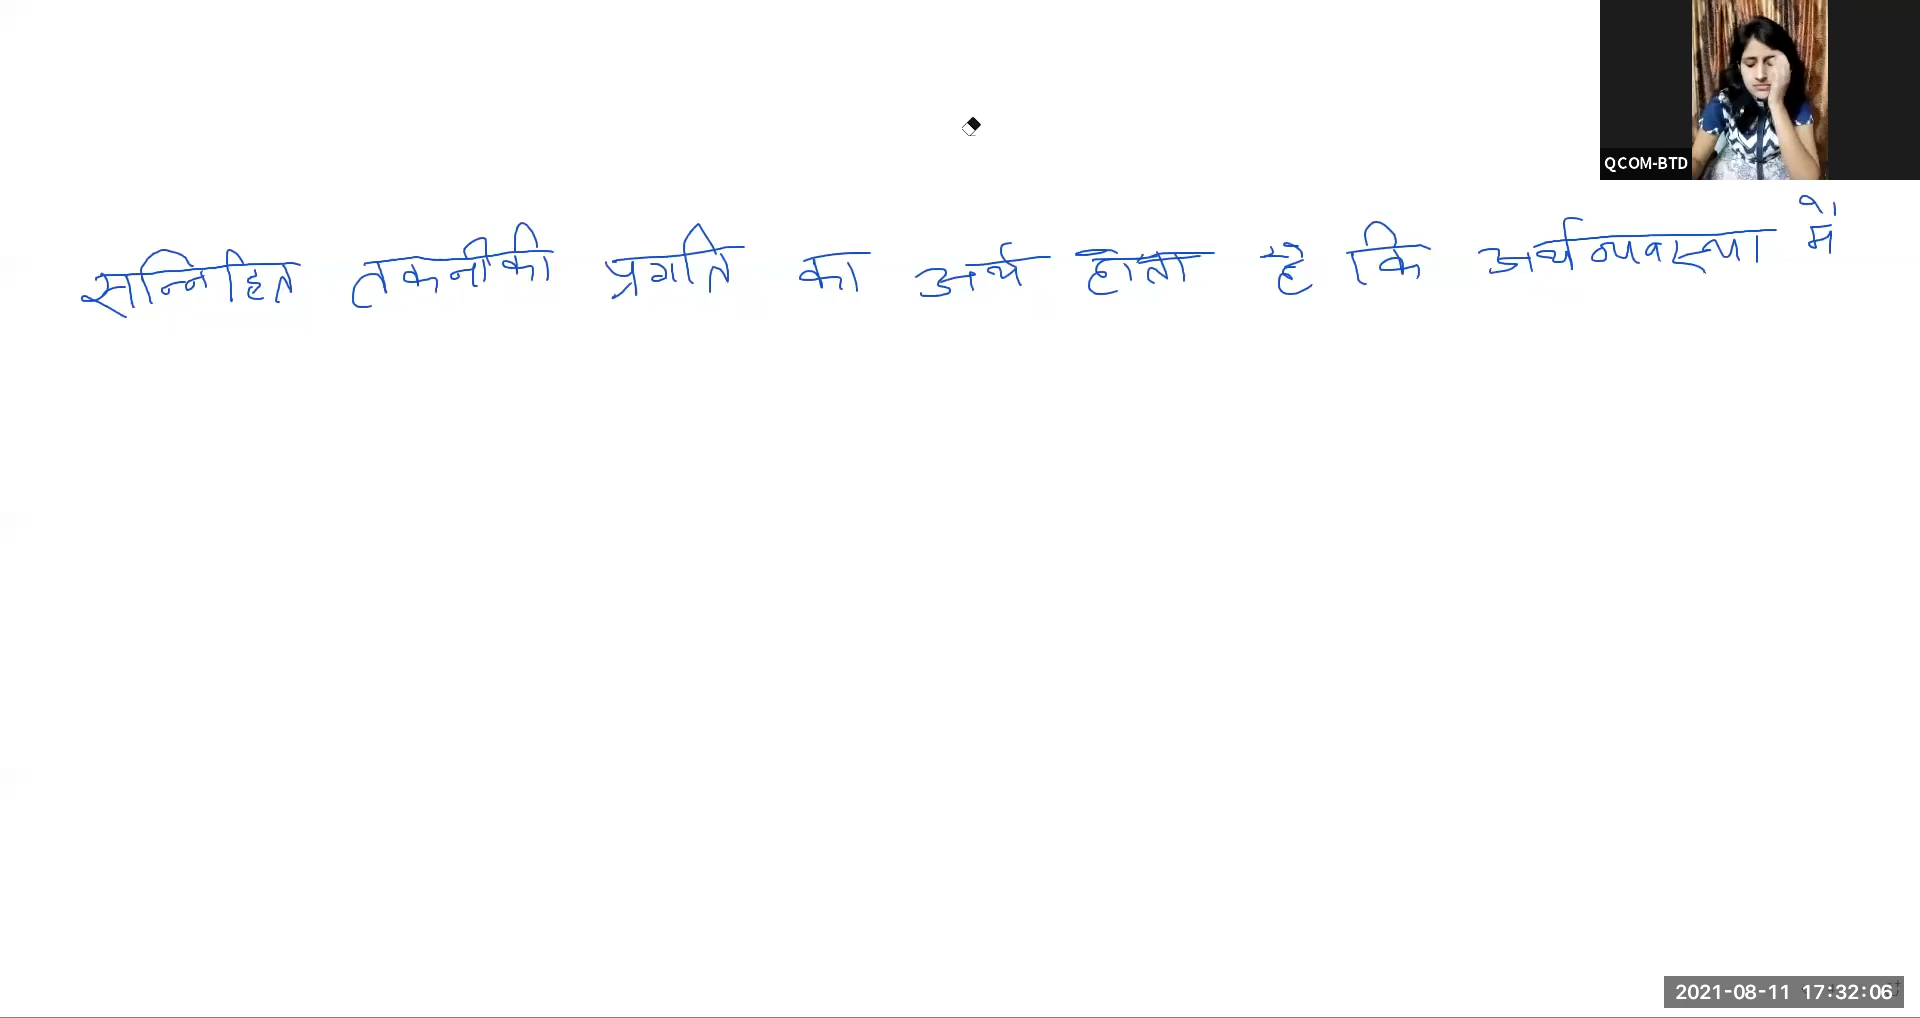 QCOM-BTD
सन्निहित तकनीकी प्रगति का अर्थ होता है कि अर्थव्यवस्था में
2021-08-11 17:32:06